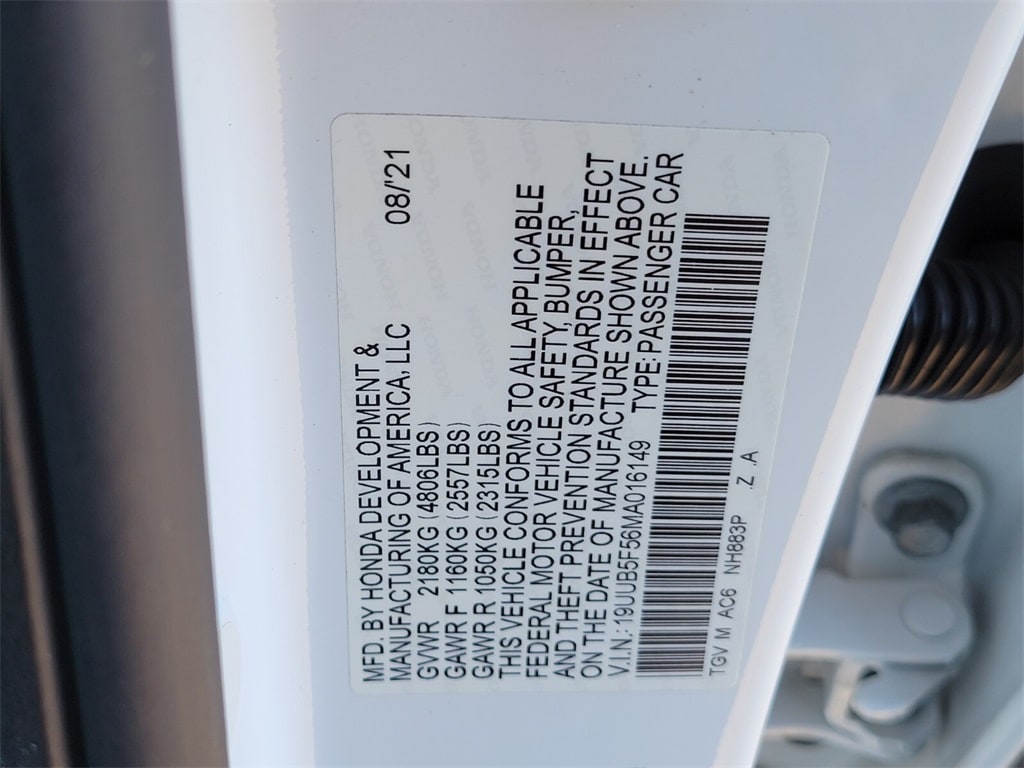 MFD. BY HONDA DEVELOPMENT &
MANUFACTURING OF AMERICA, LLC 08/'21
GVWR 2180KG (4806LBS)
GAWR F 1160KG (2557LBS)
GAWR R 1050KG (2315LBS)
THIS VEHICLE CONFORMS TO ALL APPLICABLE
FEDERAL MOTOR VEHICLE SAFETY, BUMPER,
AND THEFT PREVENTION STANDARDS IN EFFECT
ON THE DATE OF MANUFACTURE SHOWN ABOVE.
V.I.N.: 19UUB5F56MA016149 TYPE: PASSENGER CAR
TGV M AC6 NH883P .Z .A